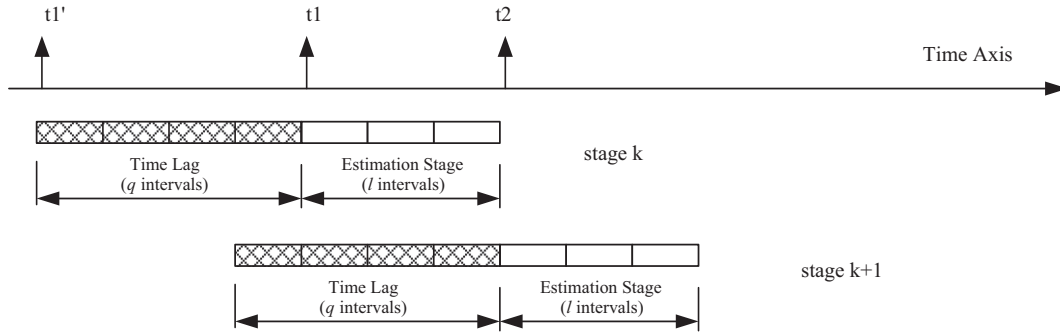 t1'
t1
t2
Time Axis
stage k
Time Lag
(q intervals)
Estimation Stage
(l intervals)
stage k+1
Time Lag
(q intervals)
Estimation Stage
(l intervals)